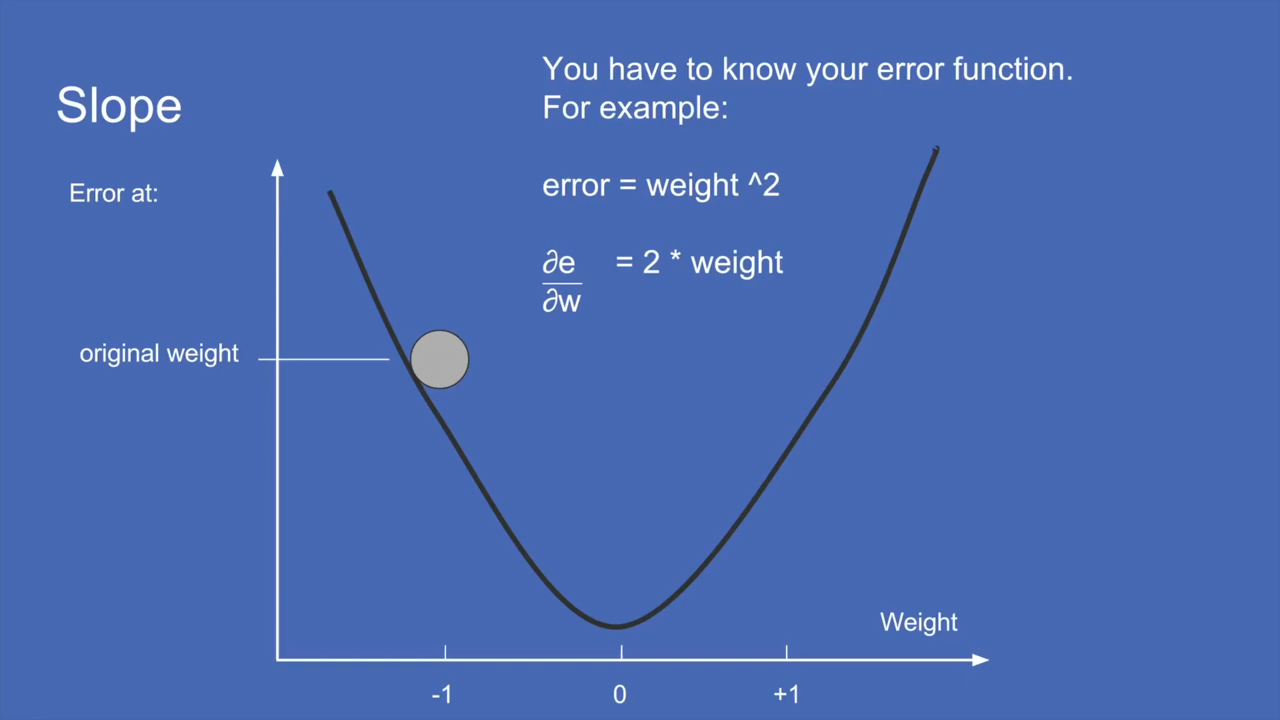 Slope
You have to know your error function.
For example:
error = weight ^2
∂e
∂w
= 2 * weight
Error at:
original weight
Weight
-1
0
+1